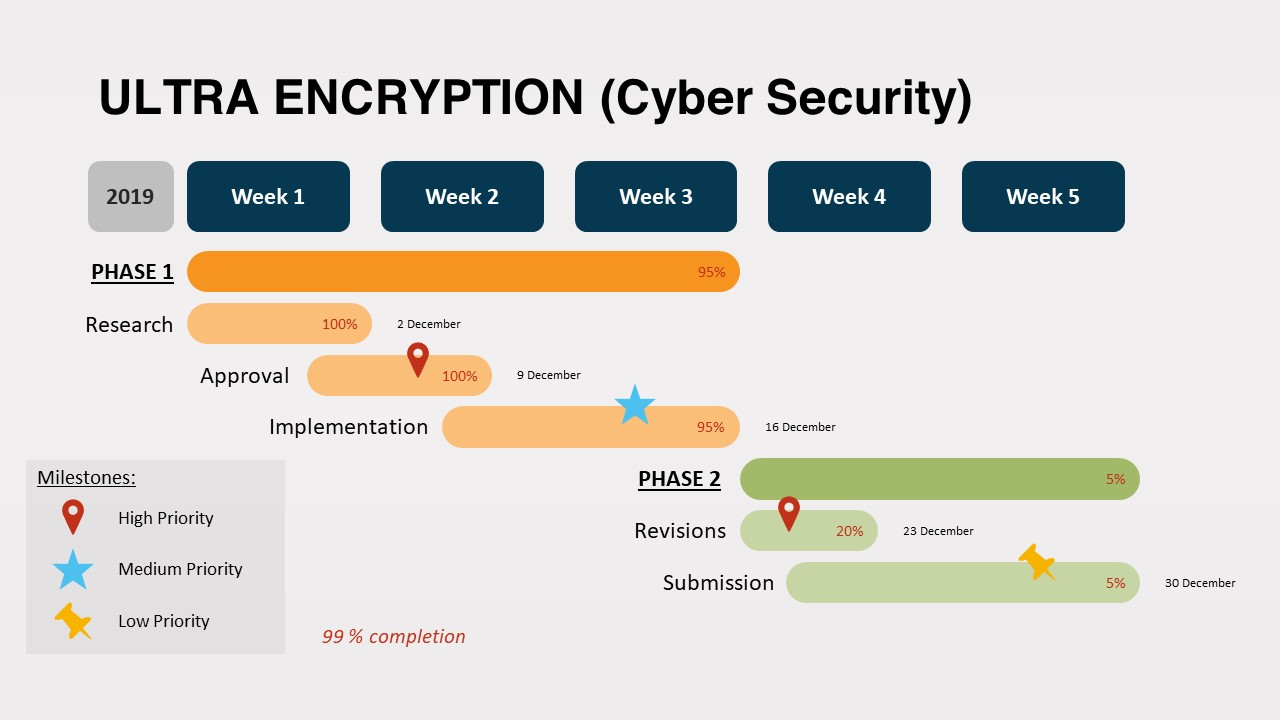 ULTRA ENCRYPTION (Cyber Security)
2019 Week 1 Week 2 Week 3 Week 4 Week 5
PHASE 1 95%
Research 100% 2 December
Approval 100% 9 December
Implementation 95% 16 December
PHASE 2 5%
Revisions 20% 23 December
Submission 5% 30 December
Milestones:
High Priority
Medium Priority
Low Priority
99 % completion